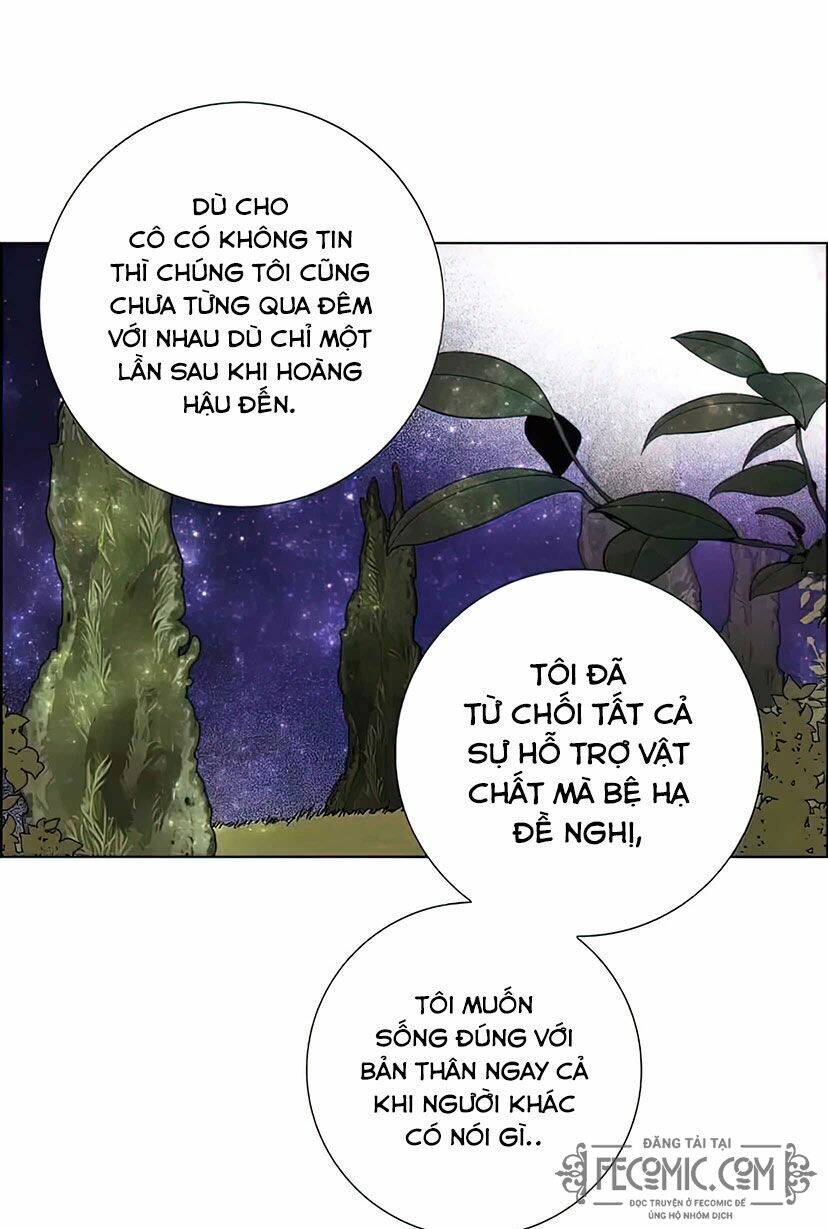 DÙ CHO
CÔ CÓ KHÔNG TIN
THÌ CHÚNG TÔI CŨNG
CHƯA TỪNG QUA ĐÊM
VỚI NHAU DÙ CHỈ MỘT
LẦN SAU KHI HOÀNG
HẬU ĐẾN.
TÔI ĐÃ
TỪ CHỐI TẤT CẢ
SỰ HỖ TRỢ VẬT
CHẤT MÀ BỆ HẠ
ĐỀ NGHỊ,
TÔI MUỐN
SỐNG ĐÚNG VỚI
BẢN THÂN NGAY CẢ
KHI NGƯỜI KHÁC
CÓ NÓI GÌ..
ĐĂNG TẢI TẠI
FECOMIC.COM
ĐỌC TRUYỆN Ở FECOMIC ĐỂ
ỦNG HỘ NHÓM DỊCH